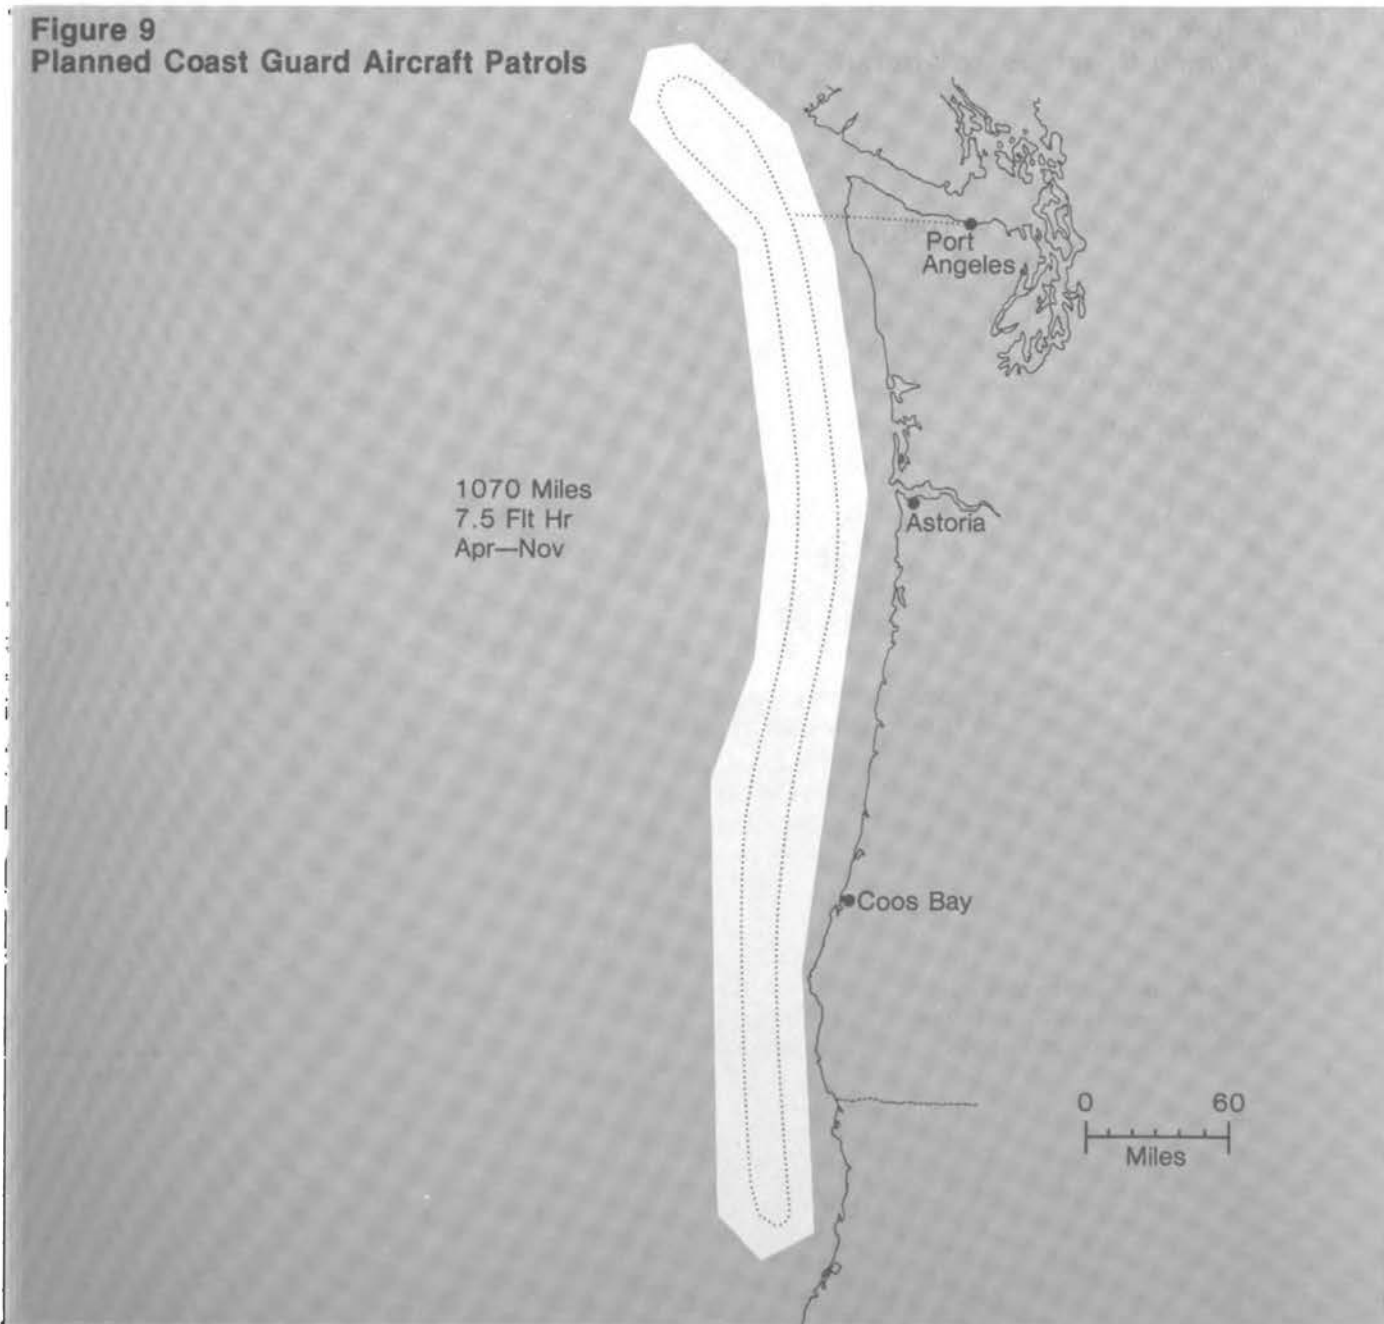 Figure 9
Planned Coast Guard Aircraft Patrols
Port
Angeles
1070 Miles
7.5 Flt Hr
Apr—Nov
Astoria
Coos Bay
0 60
Miles